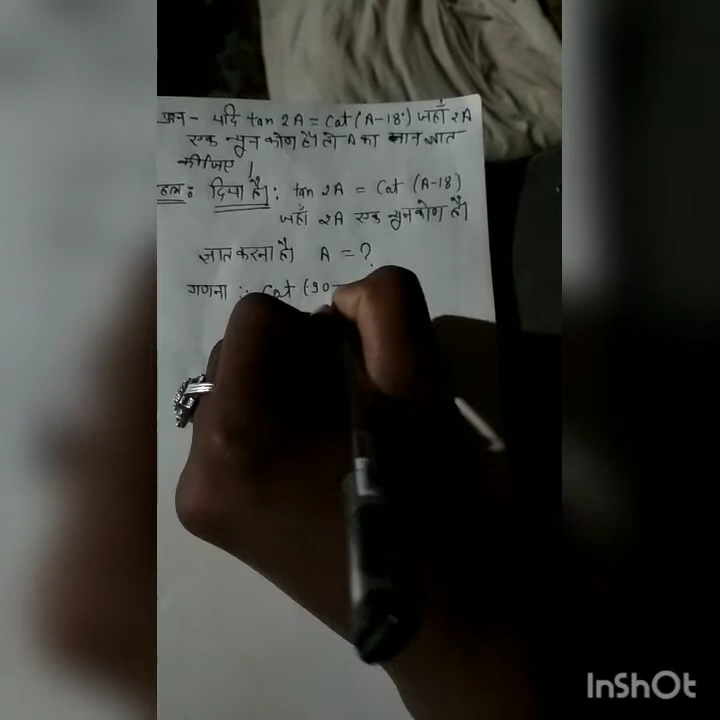 प्रश्न - यदि tan 2A = Cot (A-18°) जहाँ 2A
एक न्यून कोण है। तो A का मान ज्ञात
कीजिए।
हल: दिया है।: tan 2A = Cot (A-18)
जहाँ 2A एक न्यूनकोण है।
ज्ञात करना है। A = ?
गणना :- Cot (90-
InShOt